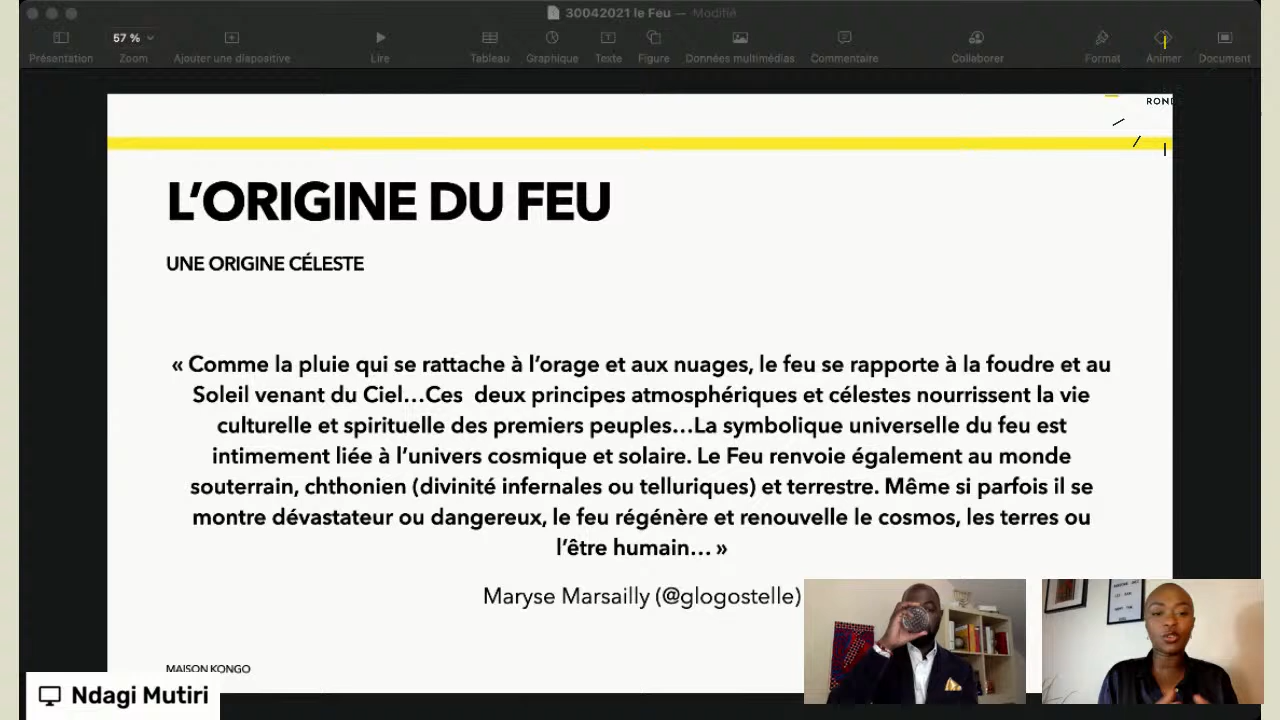 30042021 le Feu — Modifié
57 %
Présentation
Zoom
Ajouter une diapositive
Lire
Tableau
Graphique
Texte
Figure
Données multimédias
Commentaire
Collaborer
Format
Animer
Document
L'ORIGINE DU FEU
UNE ORIGINE CÉLESTE
« Comme la pluie qui se rattache à l'orage et aux nuages, le feu se rapporte à la foudre et au
Soleil venant du Ciel…Ces deux principes atmosphériques et célestes nourrissent la vie
culturelle et spirituelle des premiers peuples…La symbolique universelle du feu est
intimement liée à l'univers cosmique et solaire. Le Feu renvoie également au monde
souterrain, chthonien (divinité infernales ou telluriques) et terrestre. Même si parfois il se
montre dévastateur ou dangereux, le feu régénère et renouvelle le cosmos, les terres ou
l'être humain… »
Maryse Marsailly (@glogostelle)
MAISON KONGO
Ndagi Mutiri